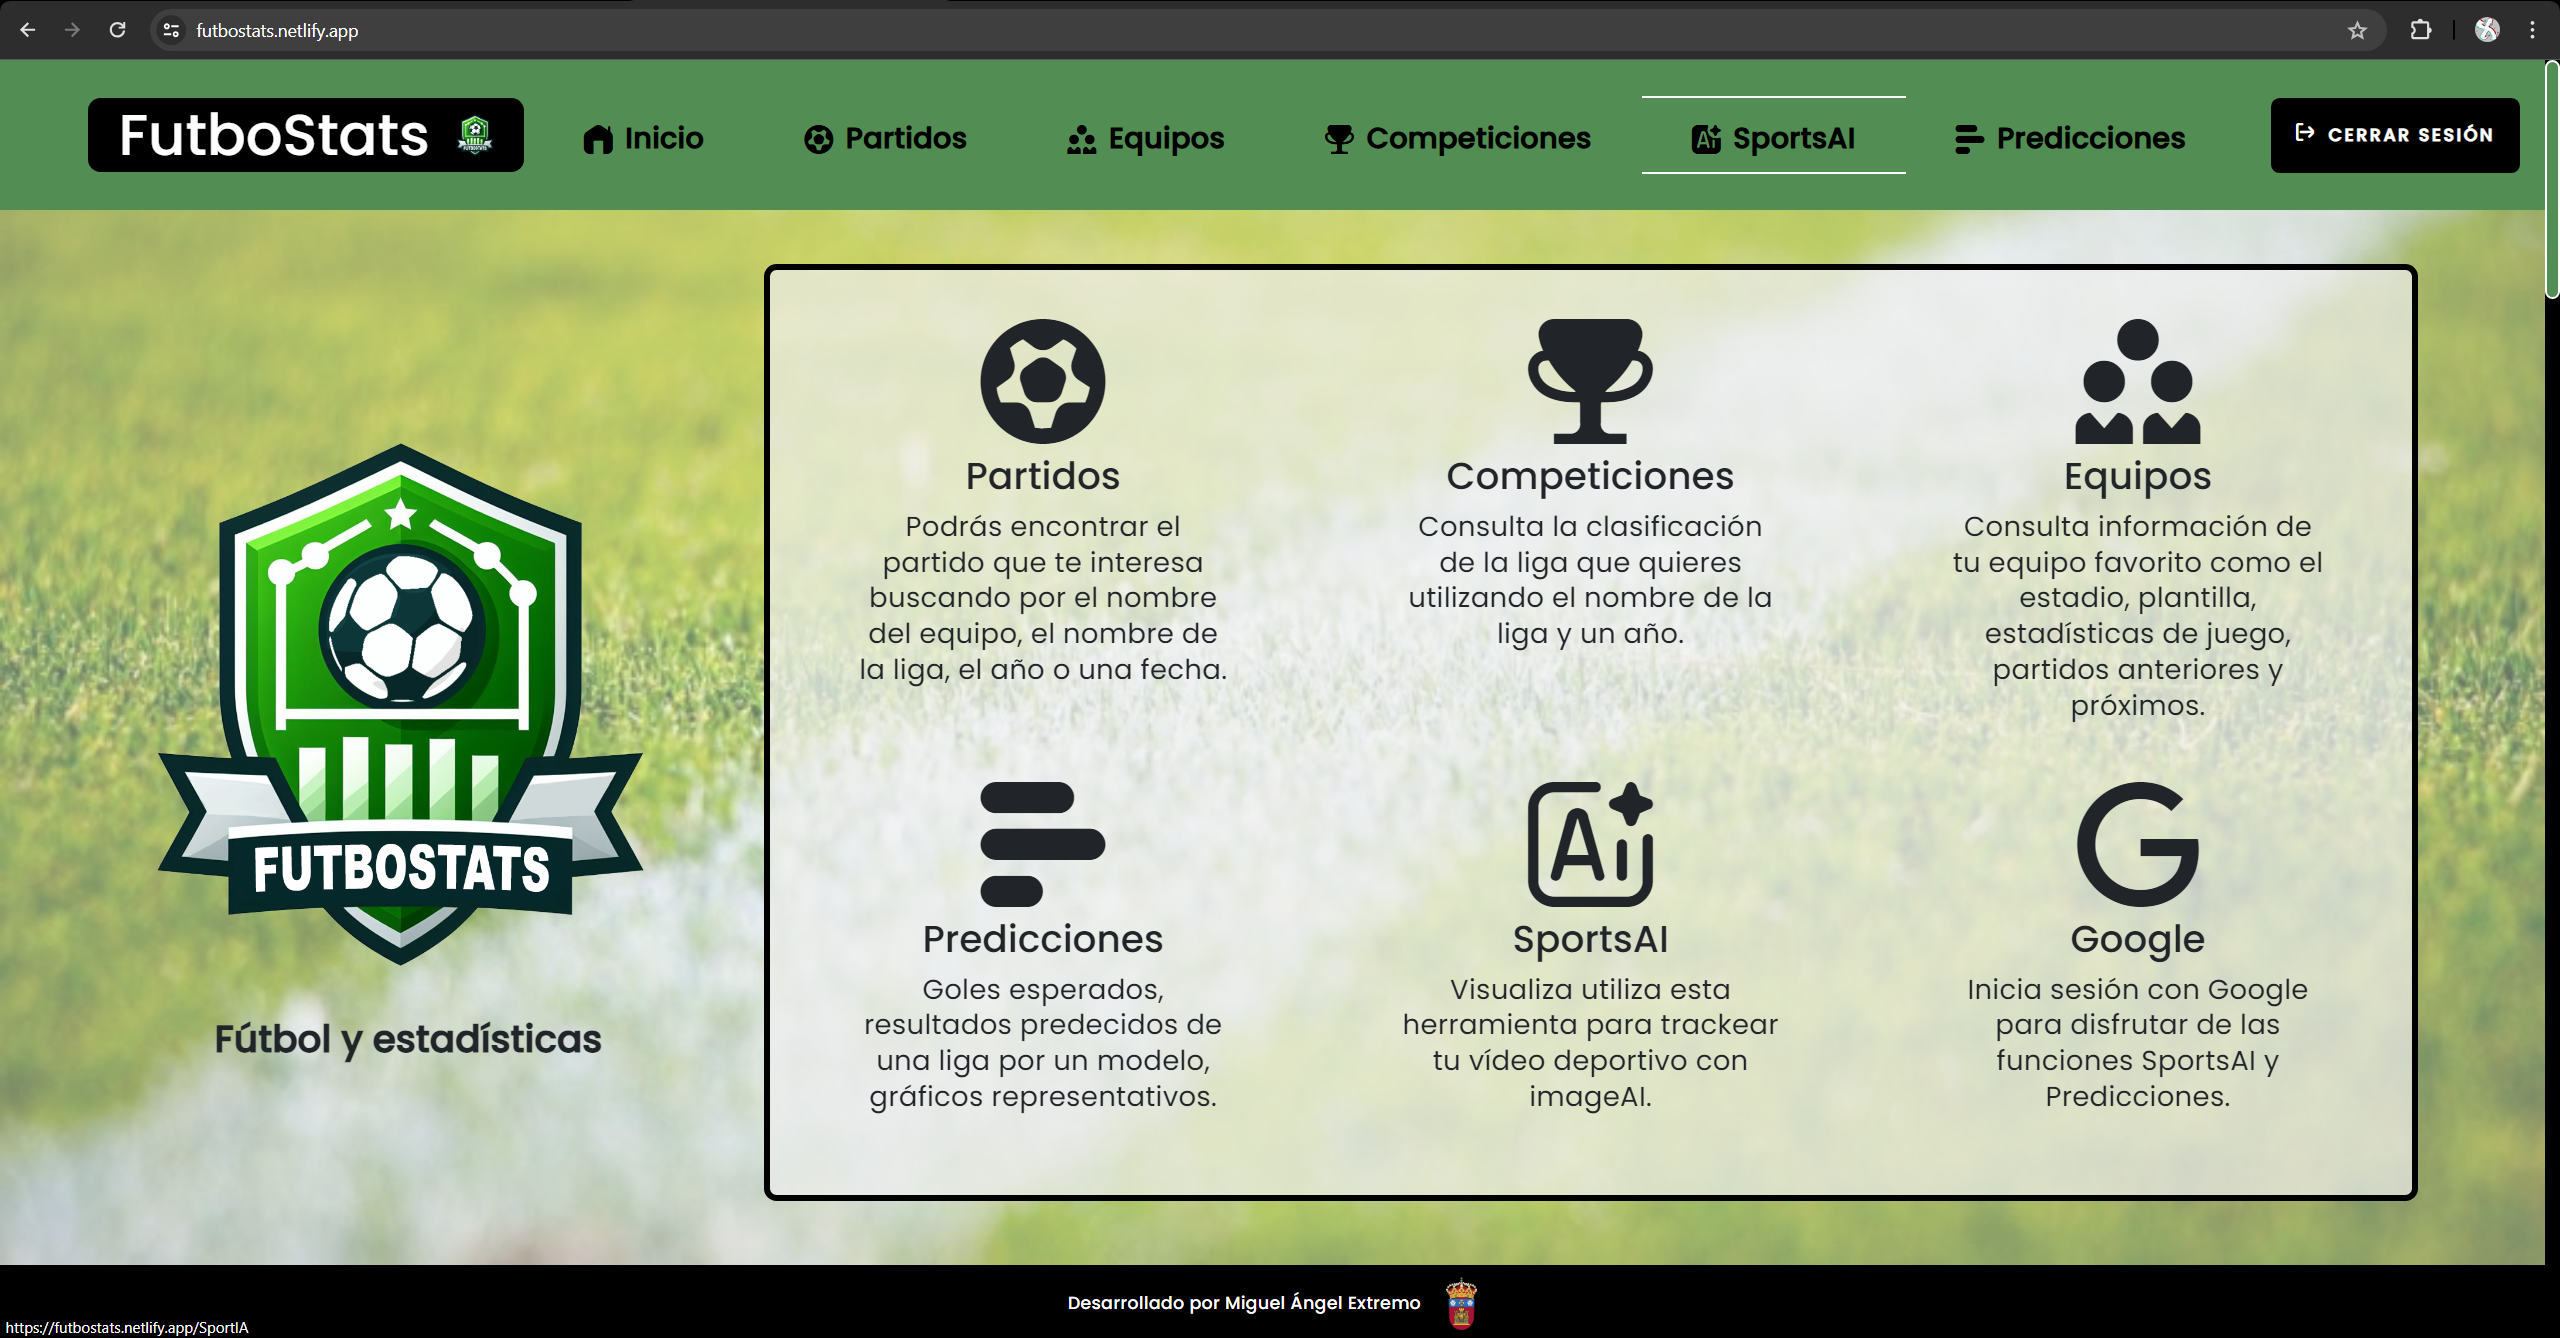 futbostats.netlify.app
FutboStats
Inicio
Partidos
Equipos
Competiciones
SportsAI
Predicciones
CERRAR SESIÓN
Partidos
Podrás encontrar el
partido que te interesa
buscando por el nombre
del equipo, el nombre de
la liga, el año o una fecha.
Competiciones
Consulta la clasificación
de la liga que quieres
utilizando el nombre de la
liga y un año.
Equipos
Consulta información de
tu equipo favorito como el
estadio, plantilla,
estadísticas de juego,
partidos anteriores y
próximos.
FUTBOSTATS
Fútbol y estadísticas
Predicciones
Goles esperados,
resultados predecidos de
una liga por un modelo,
gráficos representativos.
Ai
SportsAI
Visualiza utiliza esta
herramienta para trackear
tu vídeo deportivo con
imageAI.
G
Google
Inicia sesión con Google
para disfrutar de las
funciones SportsAI y
Predicciones.
Desarrollado por Miguel Ángel Extremo
https://futbostats.netlify.app/SportIA